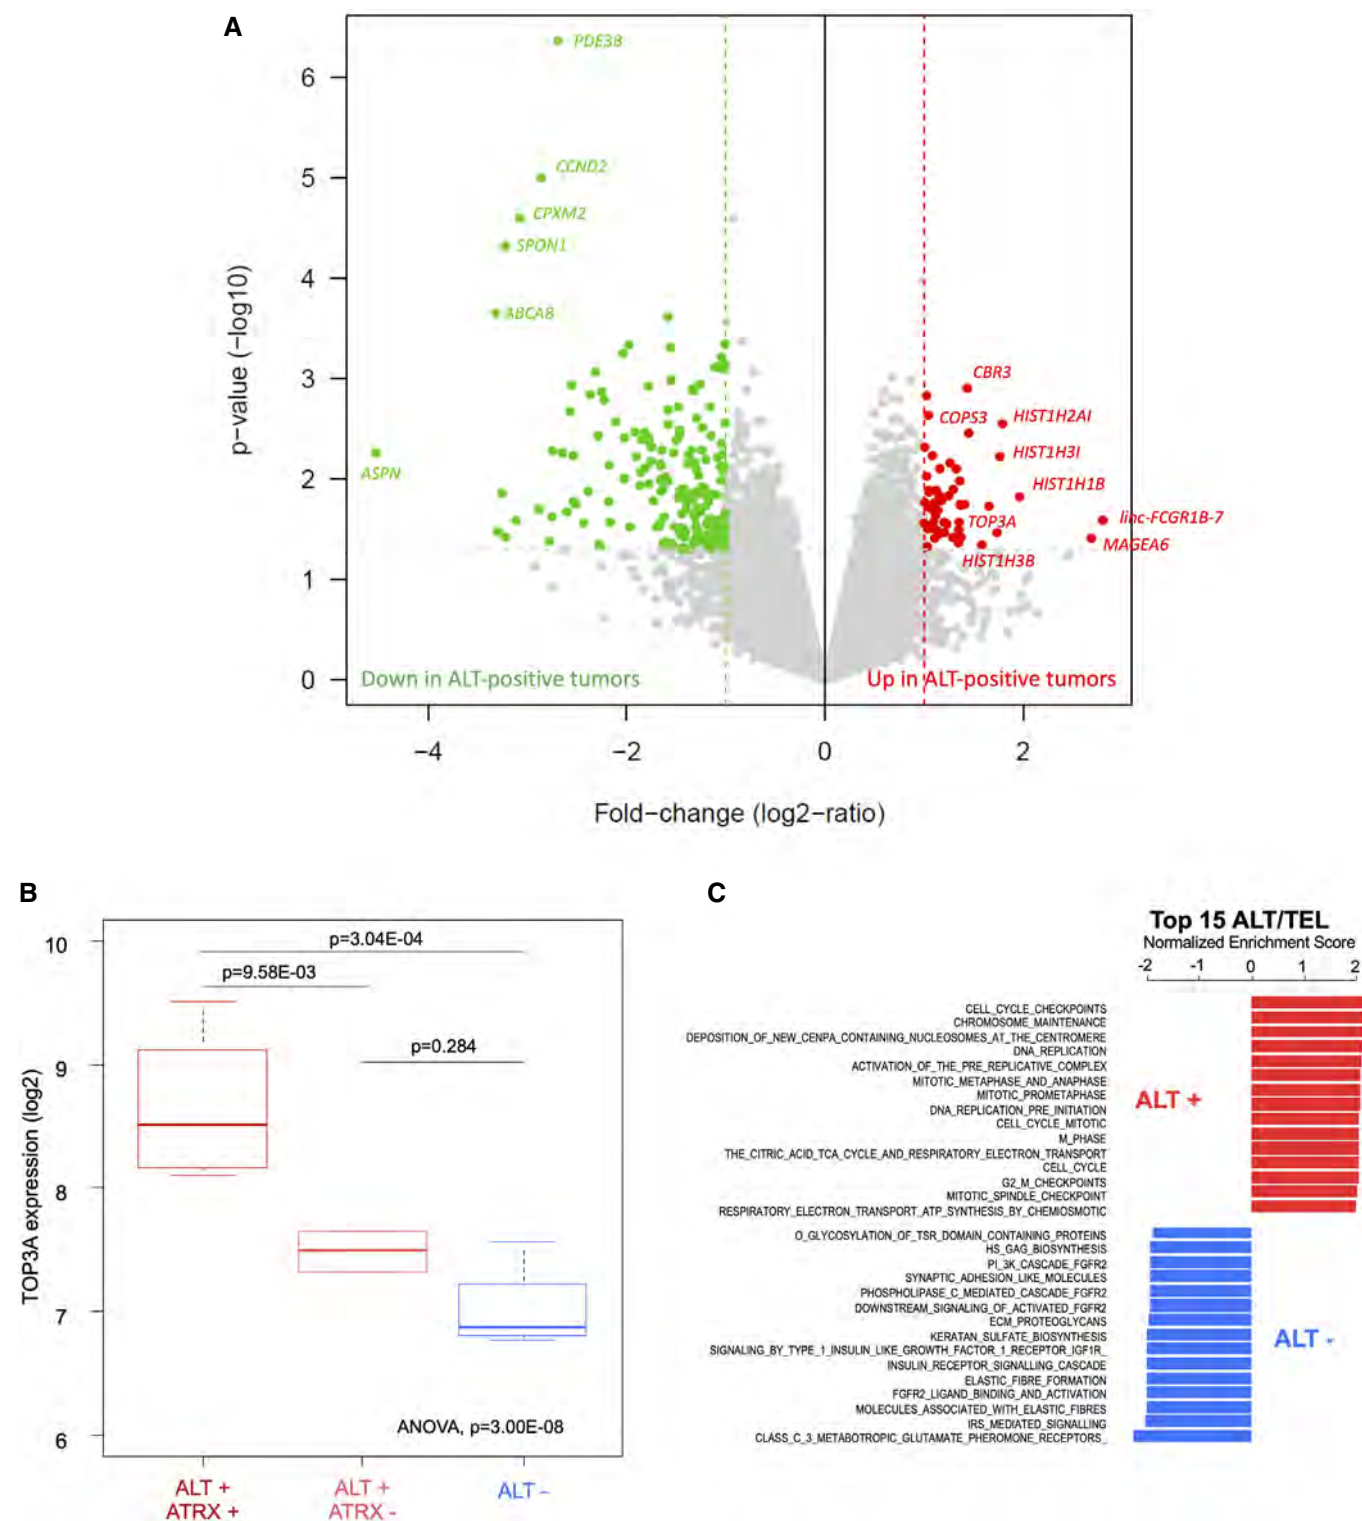 A
PDE3B
CCND2
CPXM2
SPON1
ABCA8
ASPN
CBR3
COPS3
HIST1H2AI
HIST1H3I
HIST1H1B
TOP3A
linc-FCGR1B-7
MAGEA6
HIST1H3B
6
5
4
3
2
1
0
p−value (−log10)
Down in ALT-positive tumors
Up in ALT-positive tumors
−4
−2
0
2
Fold−change (log2−ratio)
B
10
9
8
7
6
TOP3A expression (log2)
p=3.04E-04
p=9.58E-03
p=0.284
ANOVA, p=3.00E-08
ALT +
ATRX +
ALT +
ATRX -
ALT -
C
Top 15 ALT/TEL
Normalized Enrichment Score
-2 -1 0 1 2
CELL_CYCLE_CHECKPOINTS
CHROMOSOME_MAINTENANCE
DEPOSITION_OF_NEW_CENPA_CONTAINING_NUCLEOSOMES_AT_THE_CENTROMERE
DNA_REPLICATION
ACTIVATION_OF_THE_PRE_REPLICATIVE_COMPLEX
MITOTIC_METAPHASE_AND_ANAPHASE
MITOTIC_PROMETAPHASE
DNA_REPLICATION_PRE_INITIATION
CELL_CYCLE_MITOTIC
M_PHASE
THE_CITRIC_ACID_TCA_CYCLE_AND_RESPIRATORY_ELECTRON_TRANSPORT
CELL_CYCLE
G2_M_CHECKPOINTS
MITOTIC_SPINDLE_CHECKPOINT
RESPIRATORY_ELECTRON_TRANSPORT_ATP_SYNTHESIS_BY_CHEMIOSMOTIC
ALT +
O_GLYCOSYLATION_OF_TSR_DOMAIN_CONTAINING_PROTEINS
HS_GAG_BIOSYNTHESIS
PI_3K_CASCADE_FGFR2
SYNAPTIC_ADHESION_LIKE_MOLECULES
PHOSPHOLIPASE_C_MEDIATED_CASCADE_FGFR2
DOWNSTREAM_SIGNALING_OF_ACTIVATED_FGFR2
ECM_PROTEOGLYCANS
KERATAN_SULFATE_BIOSYNTHESIS
SIGNALING_BY_TYPE_1_INSULIN_LIKE_GROWTH_FACTOR_1_RECEPTOR_IGF1R_
INSULIN_RECEPTOR_SIGNALLING_CASCADE
ELASTIC_FIBRE_FORMATION
FGFR2_LIGAND_BINDING_AND_ACTIVATION
MOLECULES_ASSOCIATED_WITH_ELASTIC_FIBRES
IRS_MEDIATED_SIGNALLING
CLASS_C_3_METABOTROPIC_GLUTAMATE_PHEROMONE_RECEPTORS_
ALT -